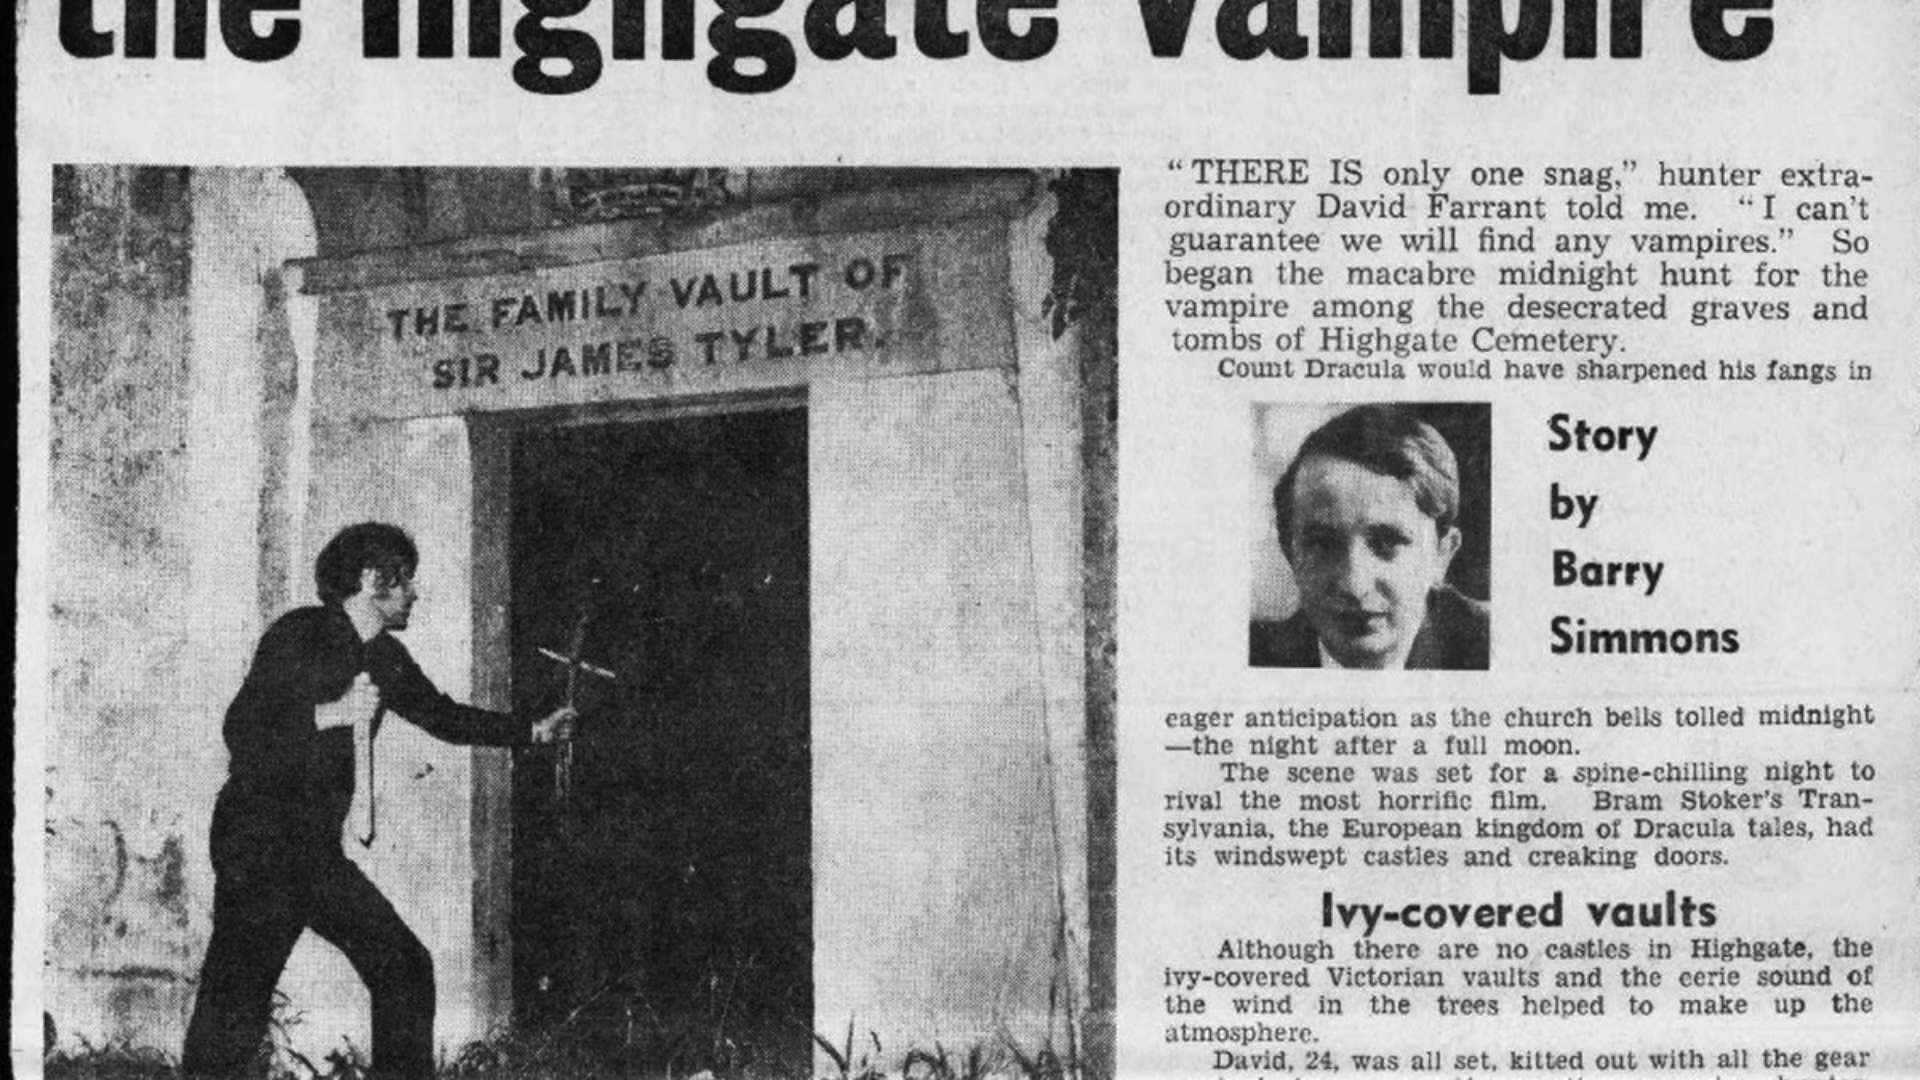 the highgate vampire
THE FAMILY VAULT OF
SIR JAMES TYLER.
“THERE IS only one snag,” hunter extra-
ordinary David Farrant told me. “I can't
guarantee we will find any vampires.” So
began the macabre midnight hunt for the
vampire among the desecrated graves and
tombs of Highgate Cemetery.
Count Dracula would have sharpened his fangs in
Story
by
Barry
Simmons
eager anticipation as the church bells tolled midnight
—the night after a full moon.
The scene was set for a spine-chilling night to
rival the most horrific film. Bram Stoker's Tran-
sylvania, the European kingdom of Dracula tales, had
its windswept castles and creaking doors.
Ivy-covered vaults
Although there are no castles in Highgate, the
ivy-covered Victorian vaults and the eerie sound of
the wind in the trees helped to make up the
atmosphere.
David, 24, was all set, kitted out with all the gear